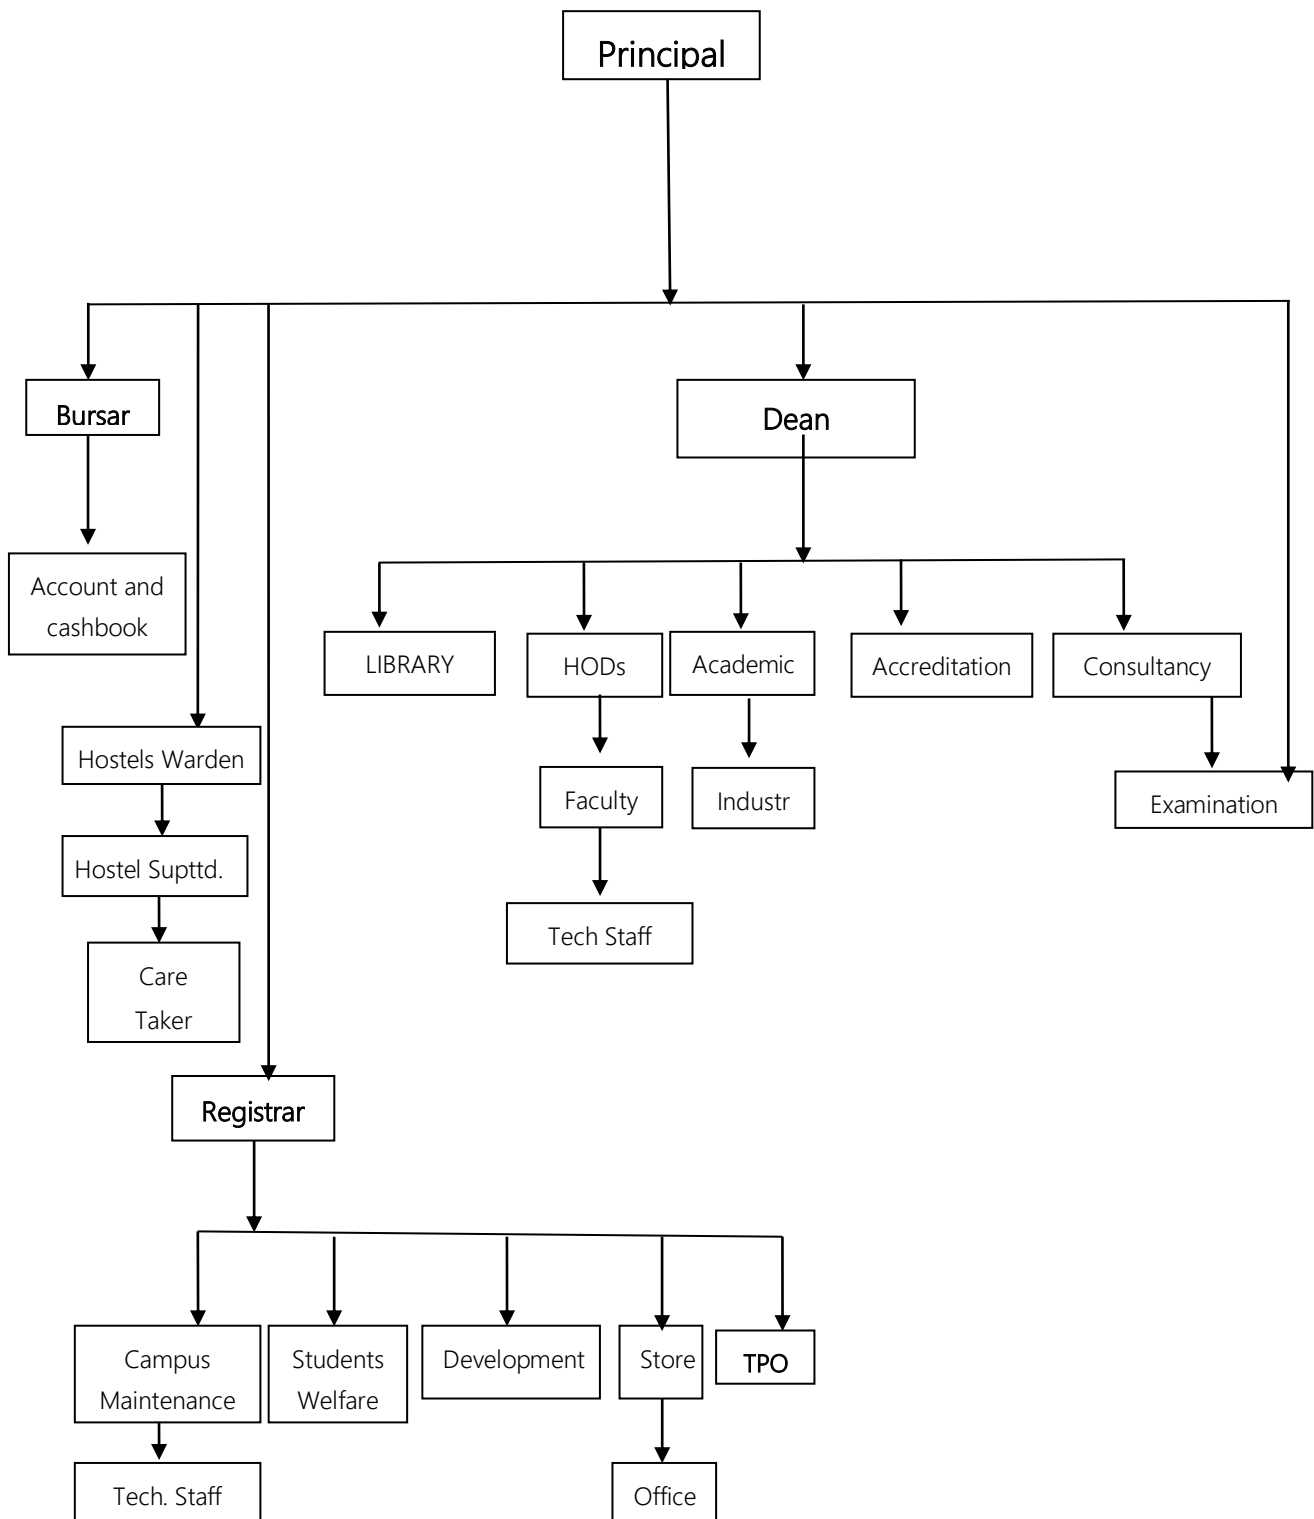 Principal
Bursar
Dean
Account and
cashbook
LIBRARY
HODs
Academic
Accreditation
Consultancy
Hostels Warden
Faculty
Industr
Examination
Hostel Supttd.
Tech Staff
Care
Taker
Registrar
Campus
Maintenance
Students
Welfare
Development
Store
TPO
Tech. Staff
Office